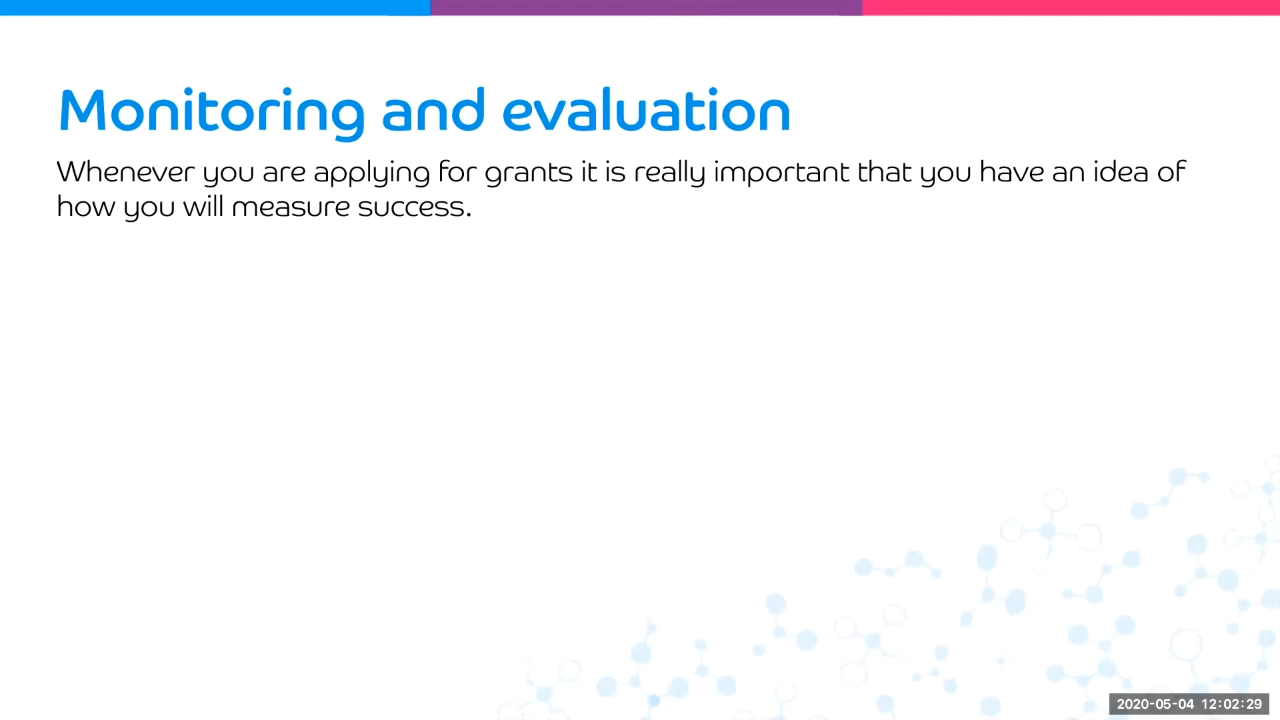 Monitoring and evaluation
Whenever you are applying for grants it is really important that you have an idea of
how you will measure success.
2020-05-04 12:02:29